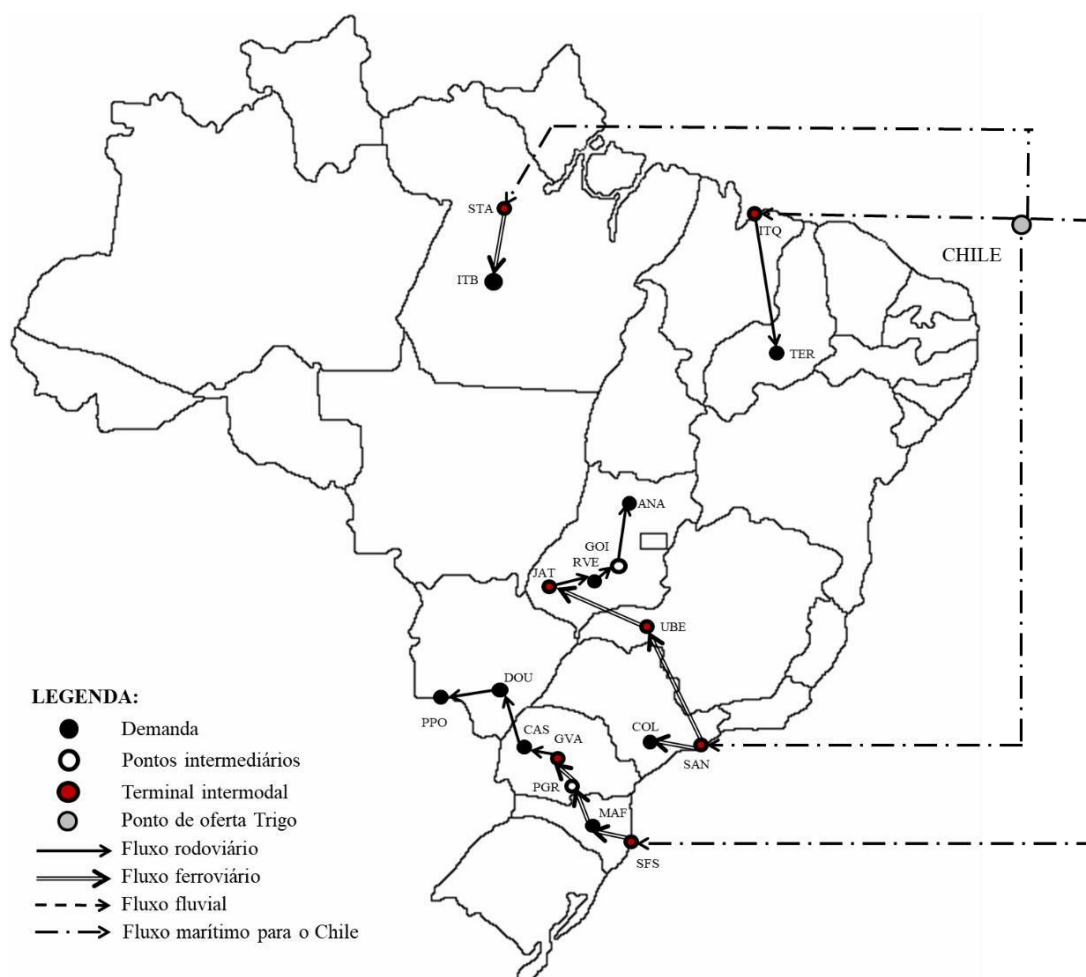 STA
ITQ
CHILE
ITB
TER
ANA
GOI
RVE
JAT
UBE
DOU
PPO
CAS
GVA
COL
SAN
PGR
MAF
SFS
LEGENDA:
Demanda
Pontos intermediários
Terminal intermodal
Ponto de oferta Trigo
Fluxo rodoviário
Fluxo ferroviário
Fluxo fluvial
Fluxo marítimo para o Chile